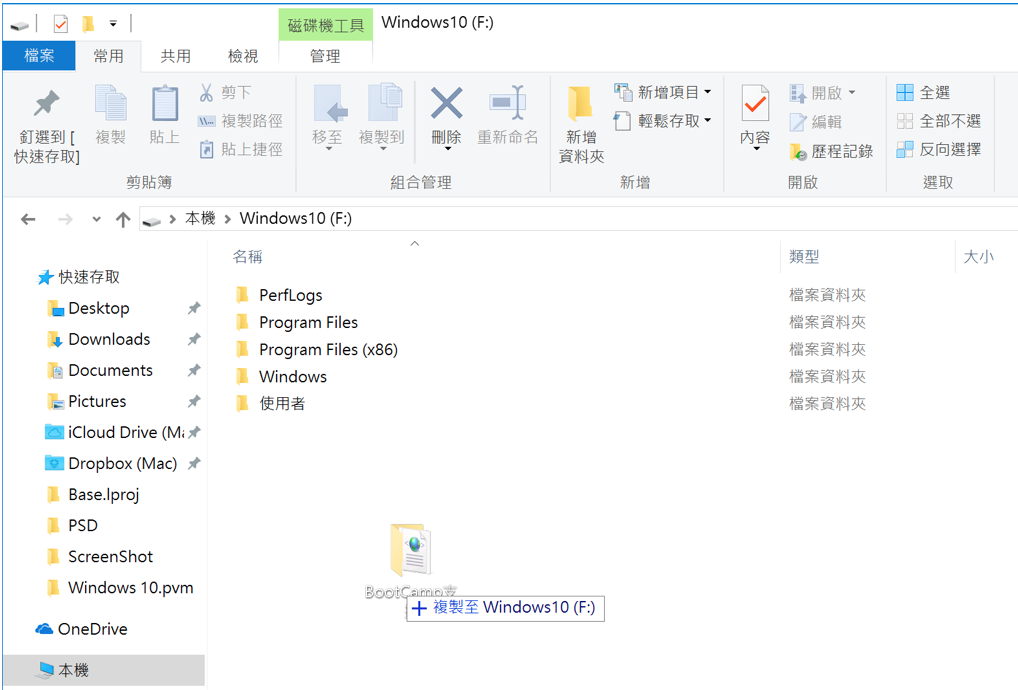 磁碟機工具
Windows10 (F:)
檔案
常用
共用
檢視
管理
釘選到 [
快速存取]
複製
貼上
剪下
複製路徑
貼上捷徑
剪貼簿
移至
複製到
刪除
重新命名
組合管理
新增
資料夾
新增項目
輕鬆存取
新增
內容
開啟
編輯
歷程記錄
開啟
全選
全部不選
反向選擇
選取
本機
Windows10 (F:)
名稱
類型
大小
快速存取
Desktop
Downloads
Documents
Pictures
iCloud Drive (Ma
Dropbox (Mac)
Base.lproj
PSD
ScreenShot
Windows 10.pvm
OneDrive
本機
PerfLogs
檔案資料夾
Program Files
檔案資料夾
Program Files (x86)
檔案資料夾
Windows
檔案資料夾
使用者
檔案資料夾
BootCamp支
複製至 Windows10 (F:)